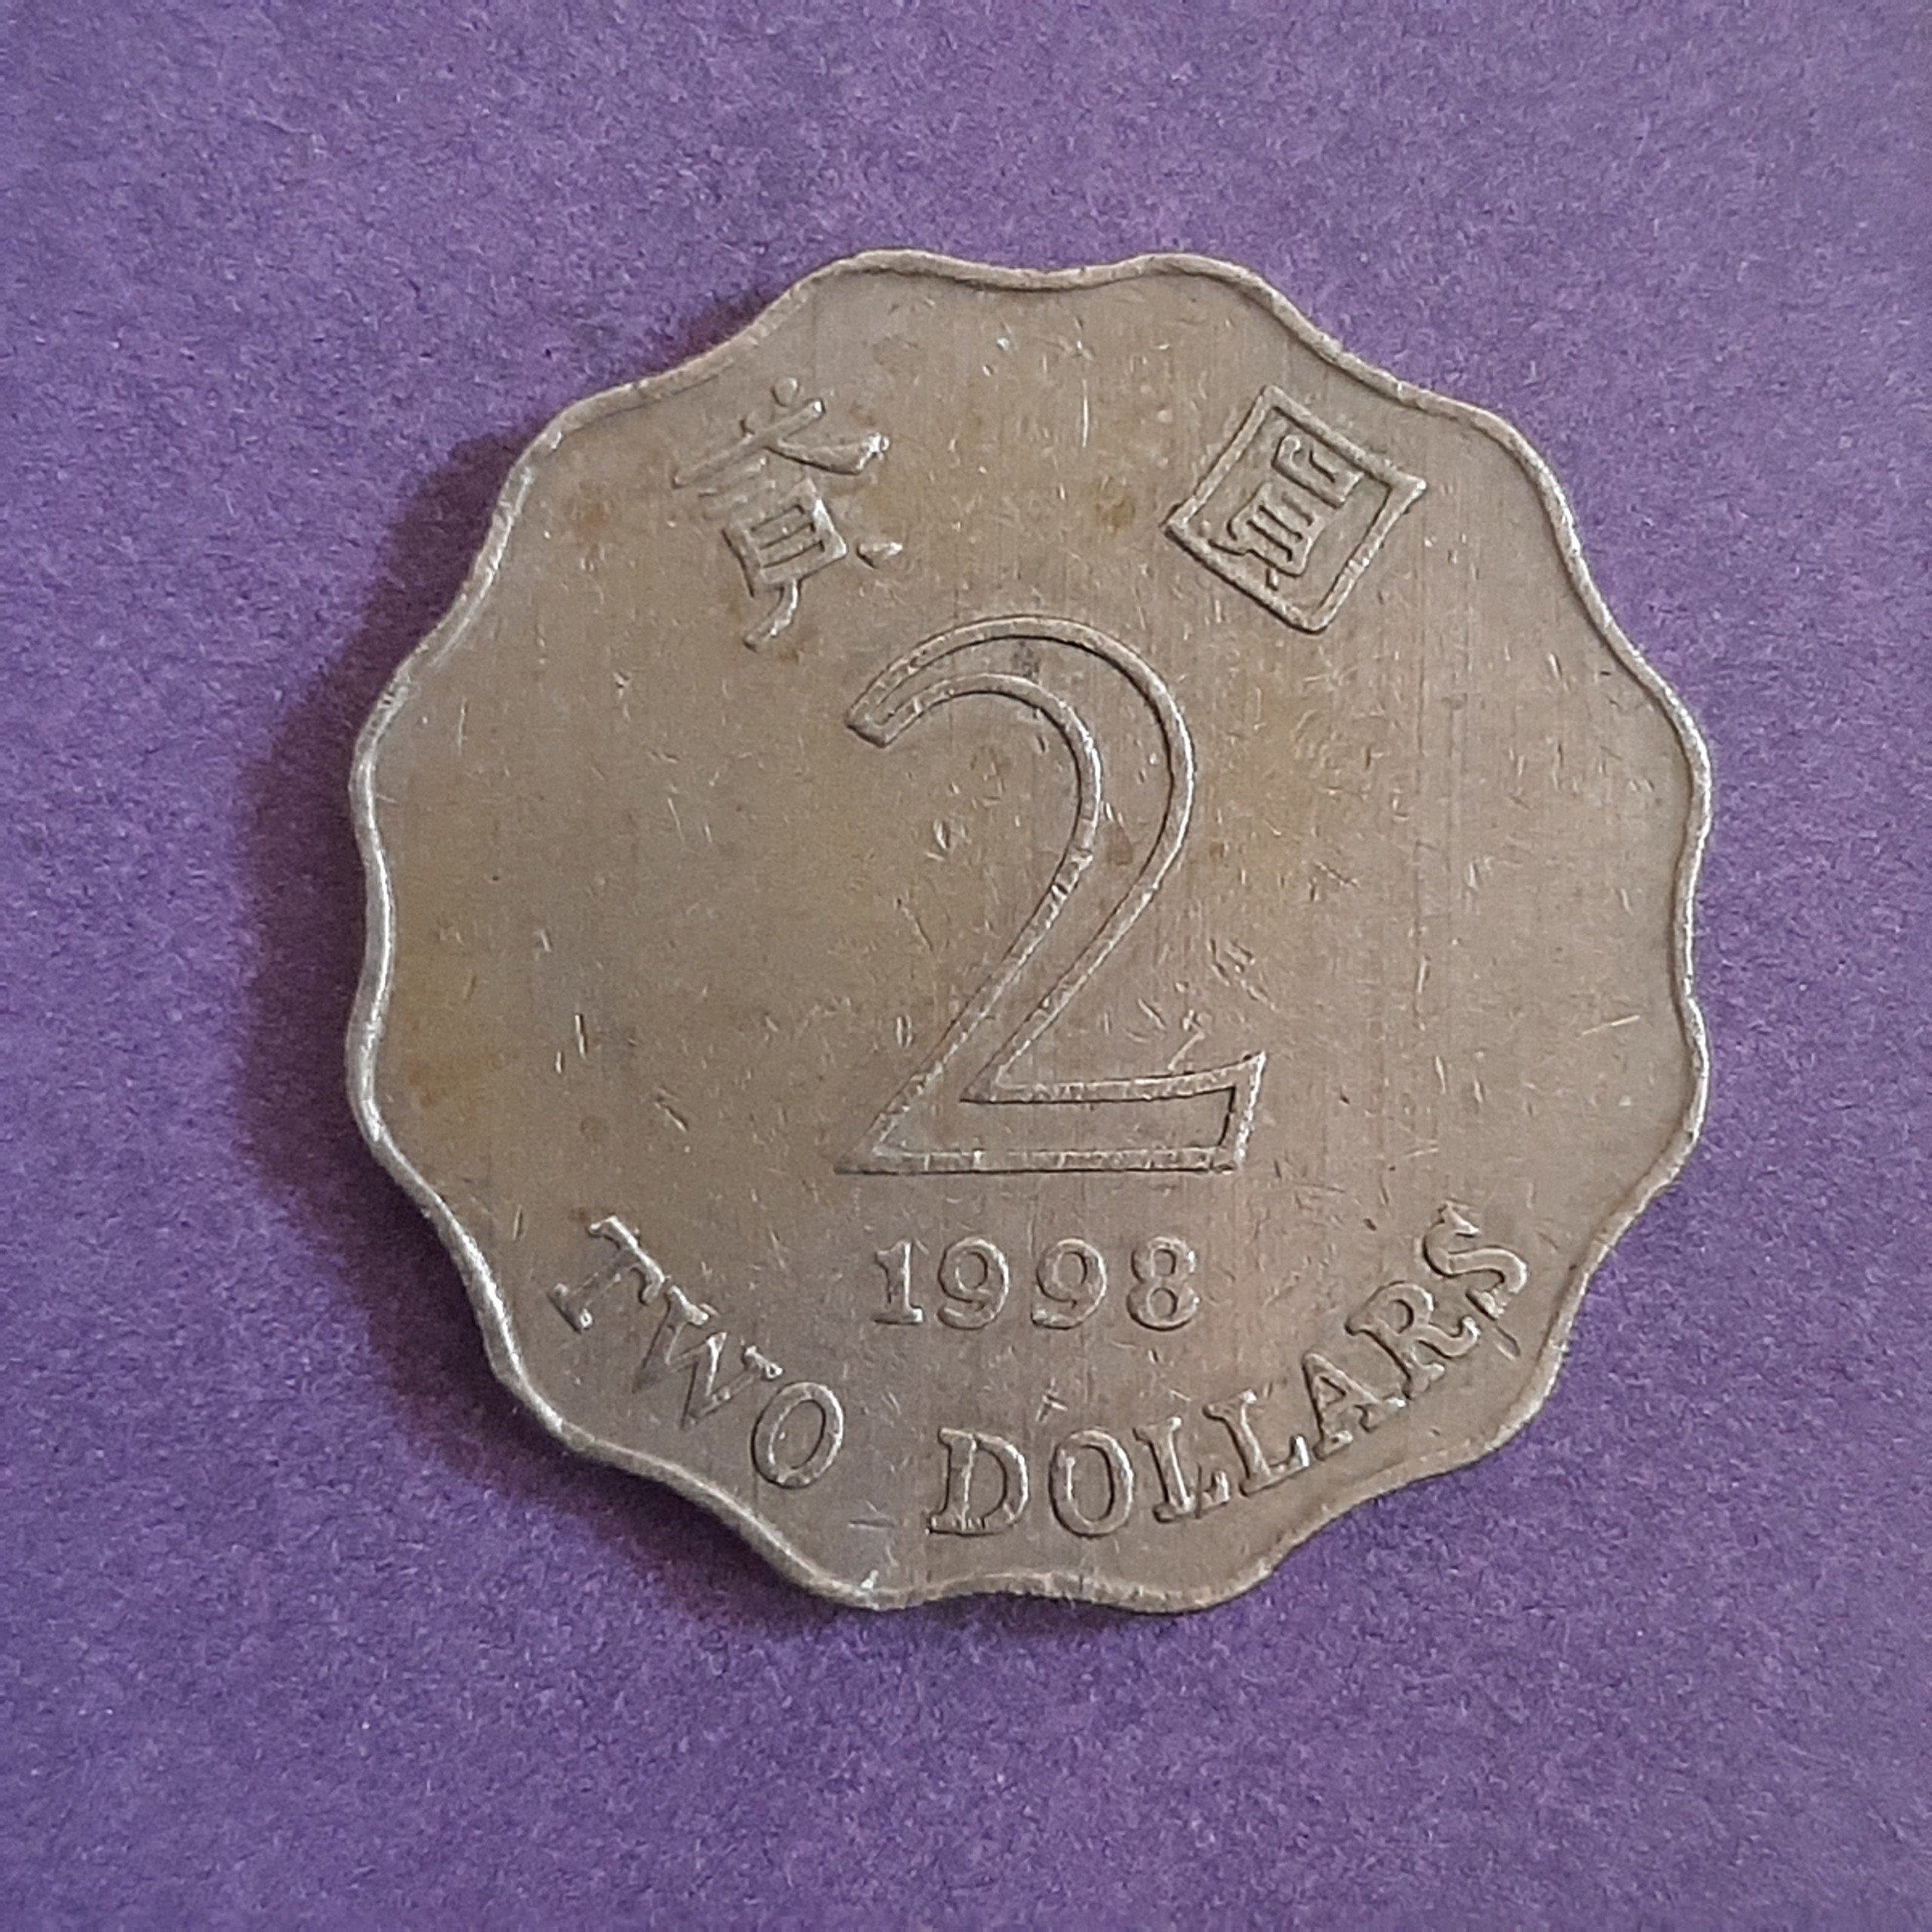 貳 圓
2
1998
TWO DOLLARS